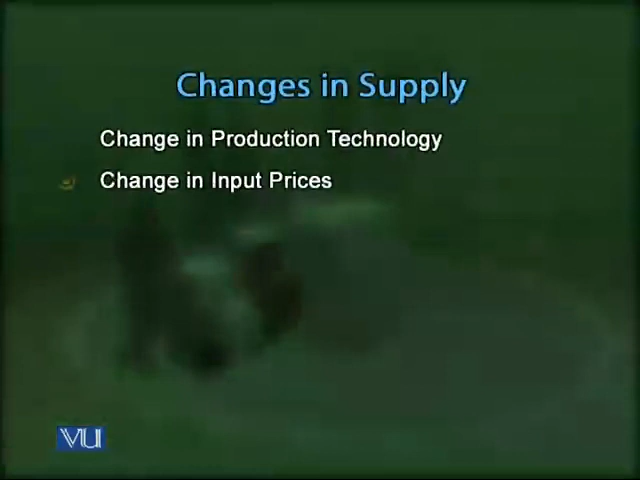 Changes in Supply
Change in Production Technology
Change in Input Prices
VU